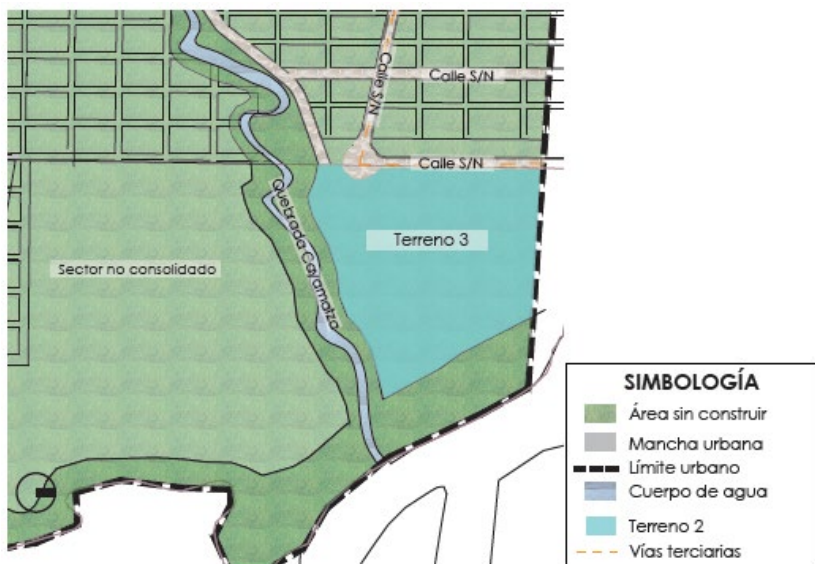 Calle S/N
Calle S/N
Calle S/N
Quebrada Cayamatza
Terreno 3
Sector no consolidado
SIMBOLOGÍA
Área sin construir
Mancha urbana
Límite urbano
Cuerpo de agua
Terreno 2
Vías terciarias